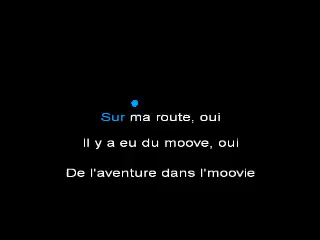 Sur ma route, oui
Il y a eu du moove, oui
De l'aventure dans l'moovie